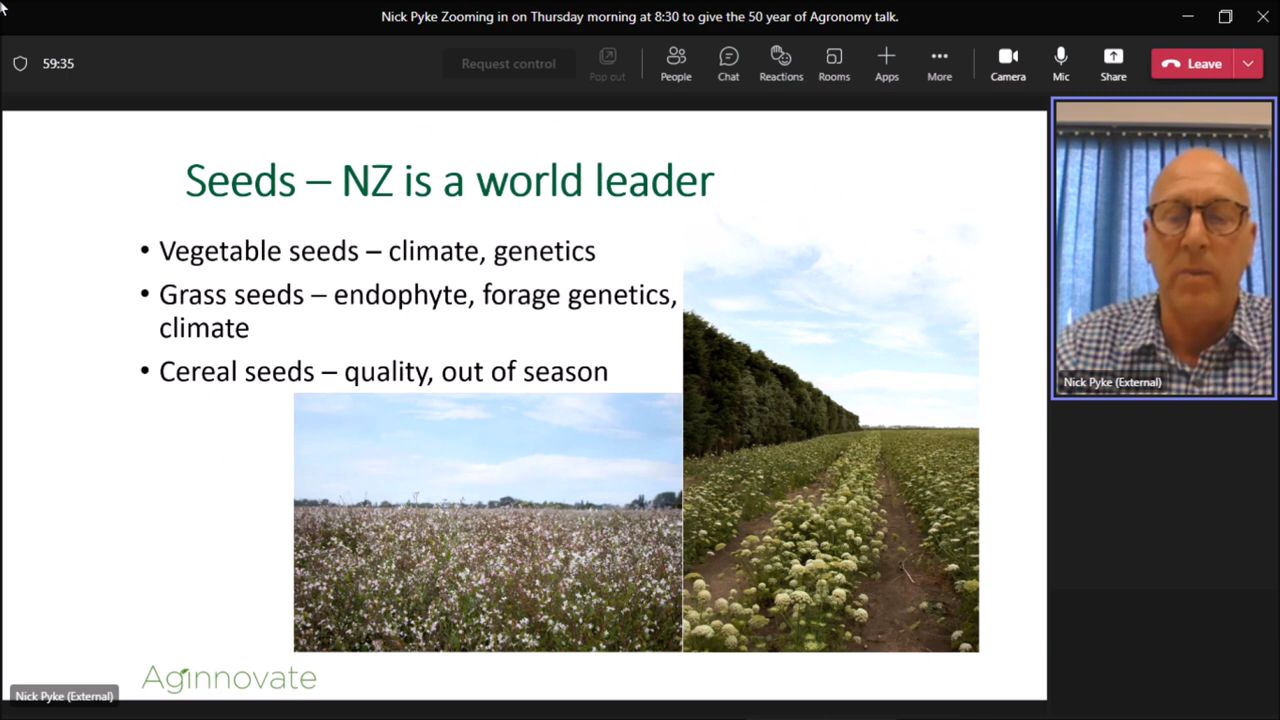 Nick Pyke Zooming in on Thursday morning at 8:30 to give the 50 year of Agronomy talk.
59:35
Request control
Pop out
People
Chat
Reactions
Rooms
Apps
More
Camera
Mic
Share
Leave
Seeds – NZ is a world leader
• Vegetable seeds – climate, genetics
• Grass seeds – endophyte, forage genetics,
climate
• Cereal seeds – quality, out of season
Aginnovate
Nick Pyke (External)
Nick Pyke (External)